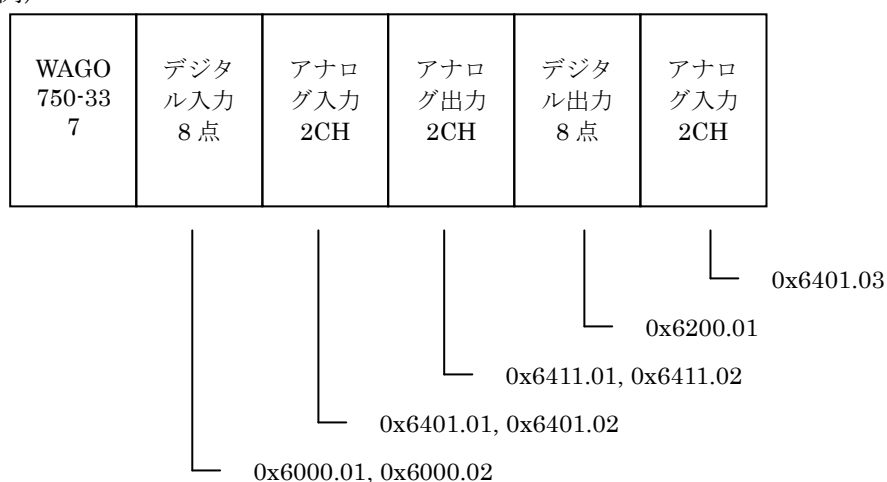 例)
WAGO
750-33
7
デジタ
ル入力
8 点
アナロ
グ入力
2CH
アナロ
グ出力
2CH
デジタ
ル出力
8 点
アナロ
グ入力
2CH
0x6401.03
0x6200.01
0x6411.01, 0x6411.02
0x6401.01, 0x6401.02
0x6000.01, 0x6000.02